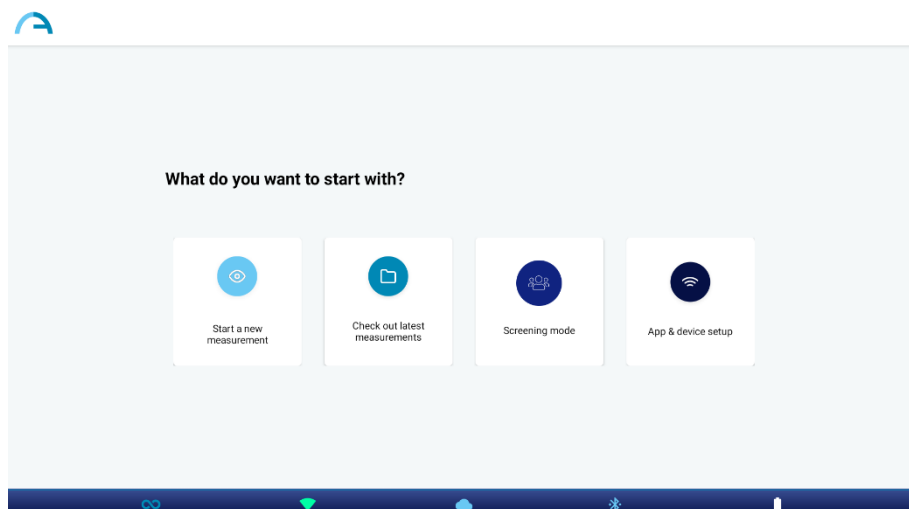 What do you want to start with?
Start a new
measurement
Check out latest
measurements
Screening mode
App & device setup